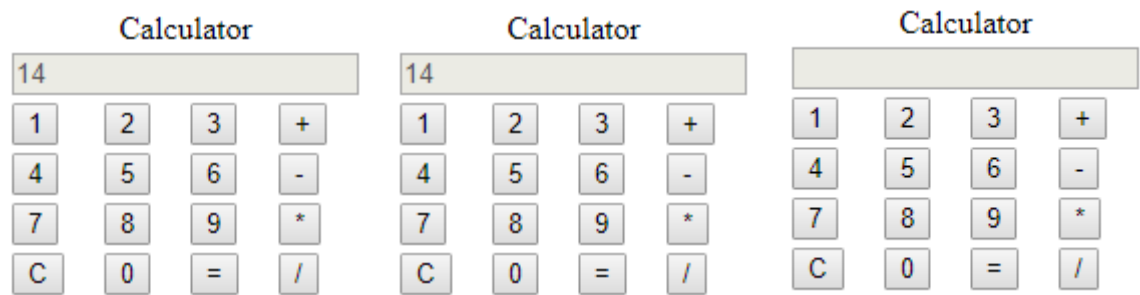 Calculator
14
1 2 3 +
4 5 6 -
7 8 9 *
C 0 = /
Calculator
14
1 2 3 +
4 5 6 -
7 8 9 *
C 0 = /
Calculator
1 2 3 +
4 5 6 -
7 8 9 *
C 0 = /